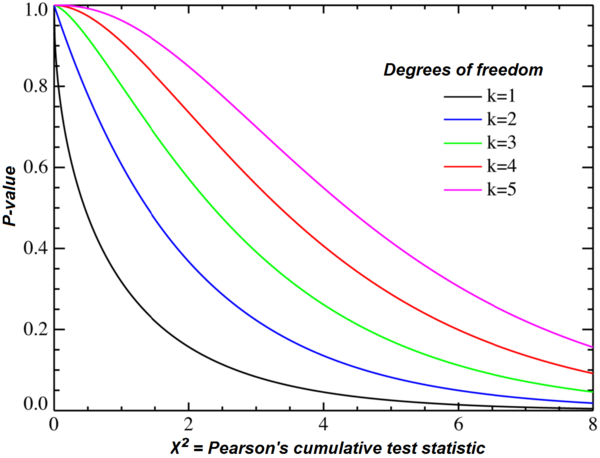 1.0
0.8
0.6
0.4
0.2
0.0
P-value
Degrees of freedom
k=1
k=2
k=3
k=4
k=5
0 2 4 6 8
X² = Pearson's cumulative test statistic